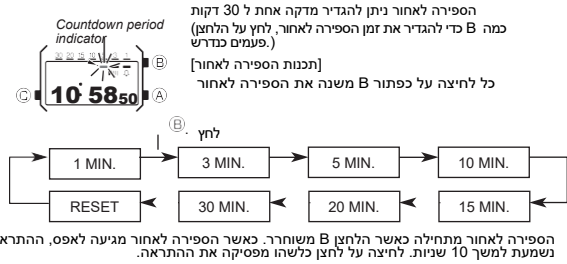 הספירה לאחור ניתן להגדיר מדקה אחת ל 30 דקות
(כמה B כדי להגדיר את זמן הספירה לאחור, לחץ על הלחצן
פעמים כנדרש.)
[תכנות הספירה לאחור]
כל לחיצה על כפתור B משנה את הספירה לאחור
Countdown period
indicator
B
C 10 58 50 A
B
לחץ .
1 MIN. 3 MIN. 5 MIN. 10 MIN.
RESET 30 MIN. 20 MIN. 15 MIN.
הספירה לאחור מתחילה כאשר הלחצן B משוחרר. כאשר הספירה לאחור מגיעה לאפס, ההתרא
נשמעת למשך 10 שניות. לחיצה על לחצן כלשהו מפסיקה את ההתראה.